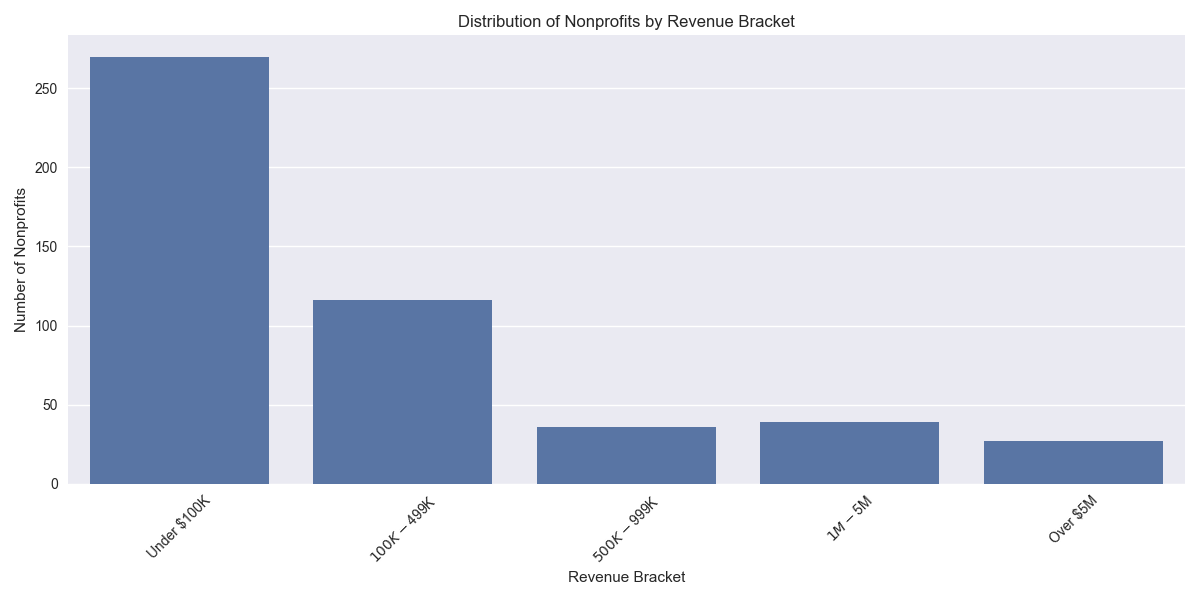 Distribution of Nonprofits by Revenue Bracket
Number of Nonprofits
250
200
150
100
50
0
Under $100K
100K − 499K
500K − 999K
1M − 5M
Over $5M
Revenue Bracket